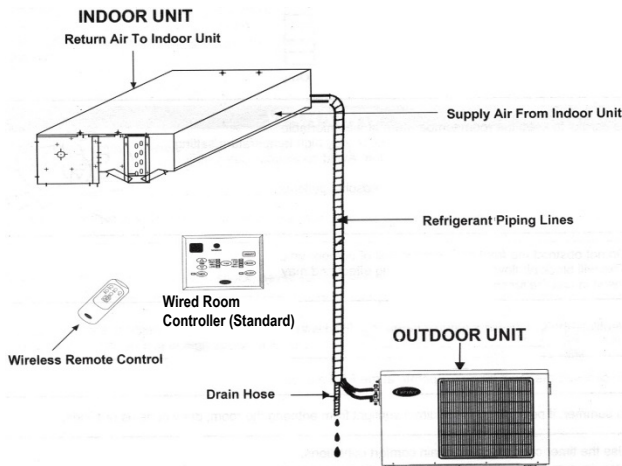 INDOOR UNIT
Return Air To Indoor Unit
Supply Air From Indoor Unit
Refrigerant Piping Lines
Wired Room
Controller (Standard)
OUTDOOR UNIT
Wireless Remote Control
Drain Hose